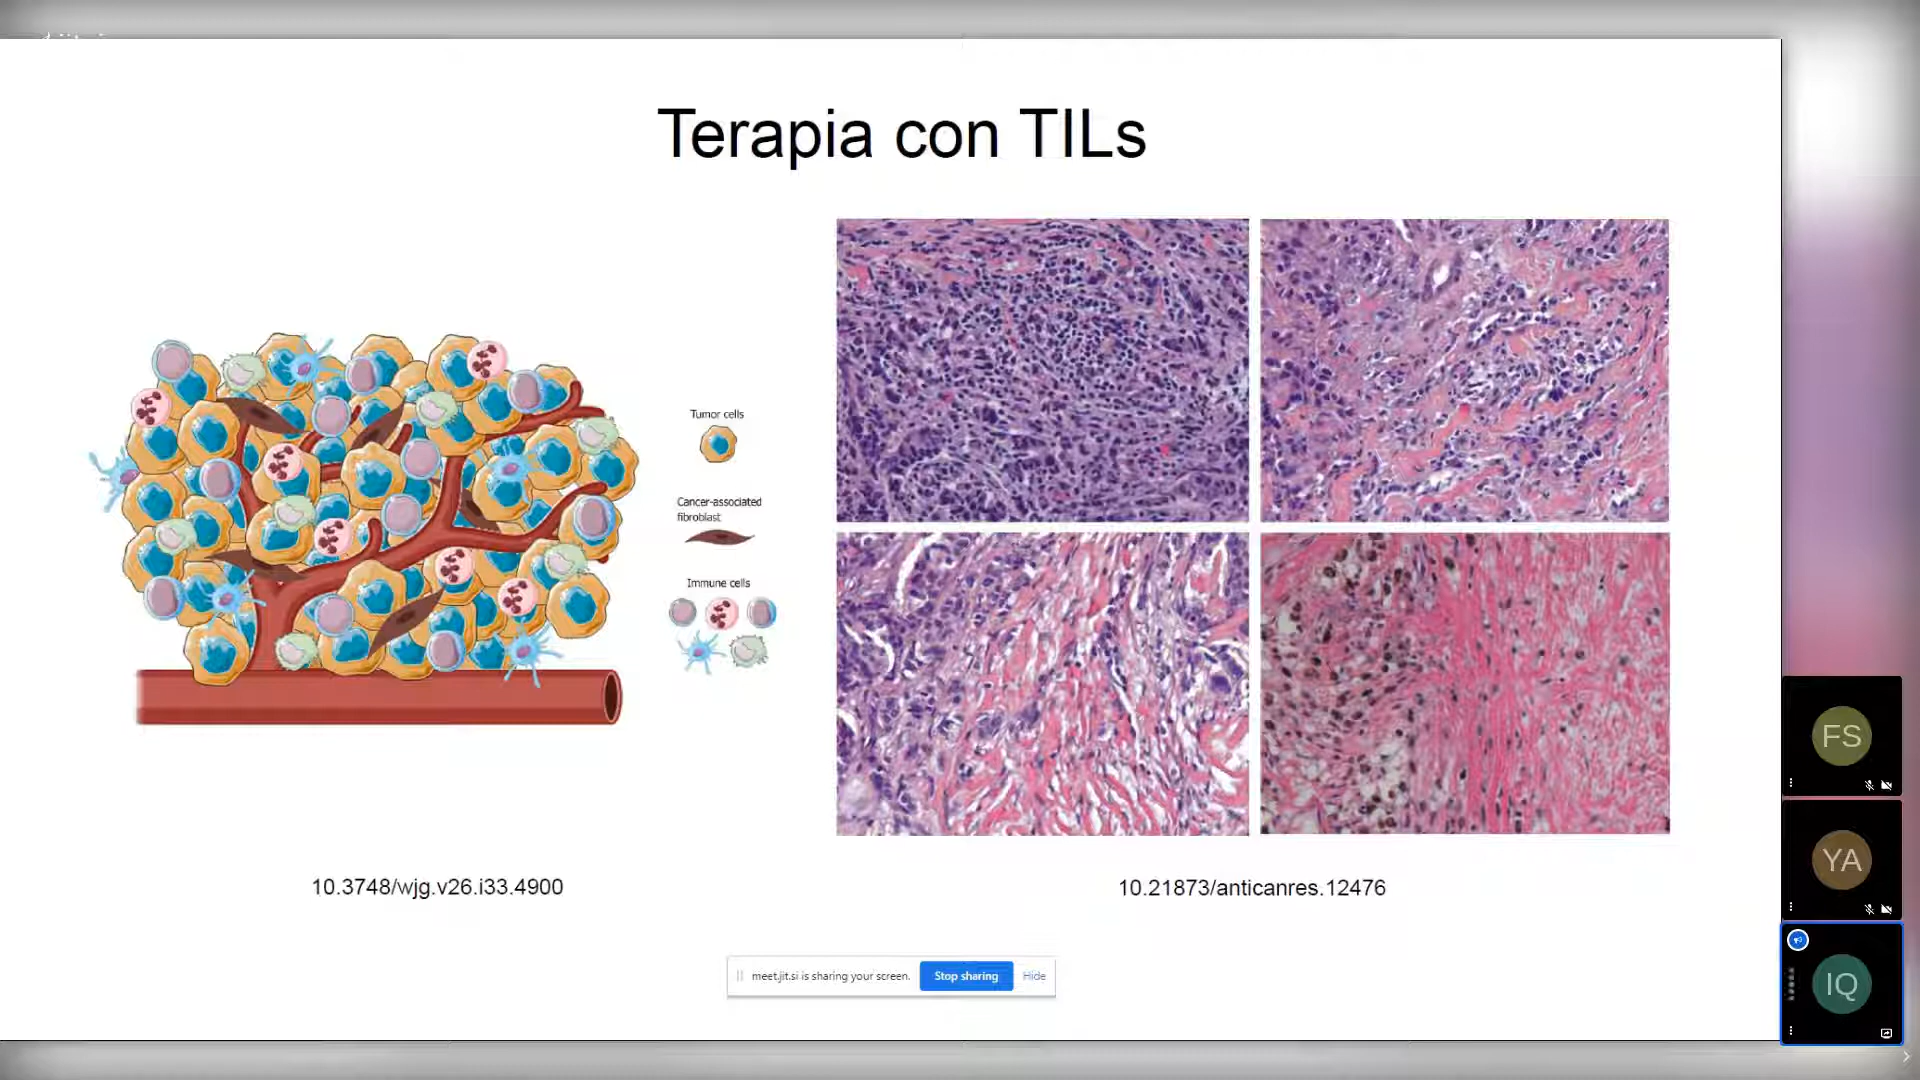 Terapia con TILs
Tumor cells
Cancer-associated
fibroblast
Immune cells
10.3748/wjg.v26.i33.4900
10.21873/anticanres.12476
meet.jit.si is sharing your screen.
Stop sharing
Hide
FS
YA
IQ